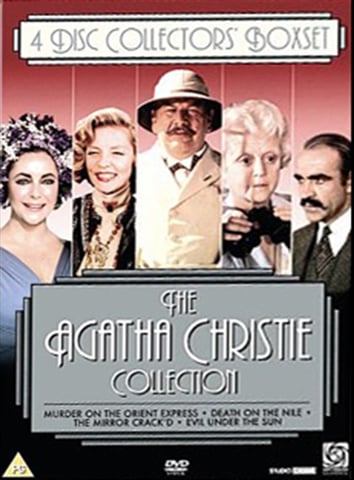 4 DISC COLLECTORS' BOXSET
THE
AGATHA CHRISTIE
COLLECTION
MURDER ON THE ORIENT EXPRESS • DEATH ON THE NILE •
THE MIRROR CRACK'D • EVIL UNDER THE SUN
PG
DVD
VIDEO